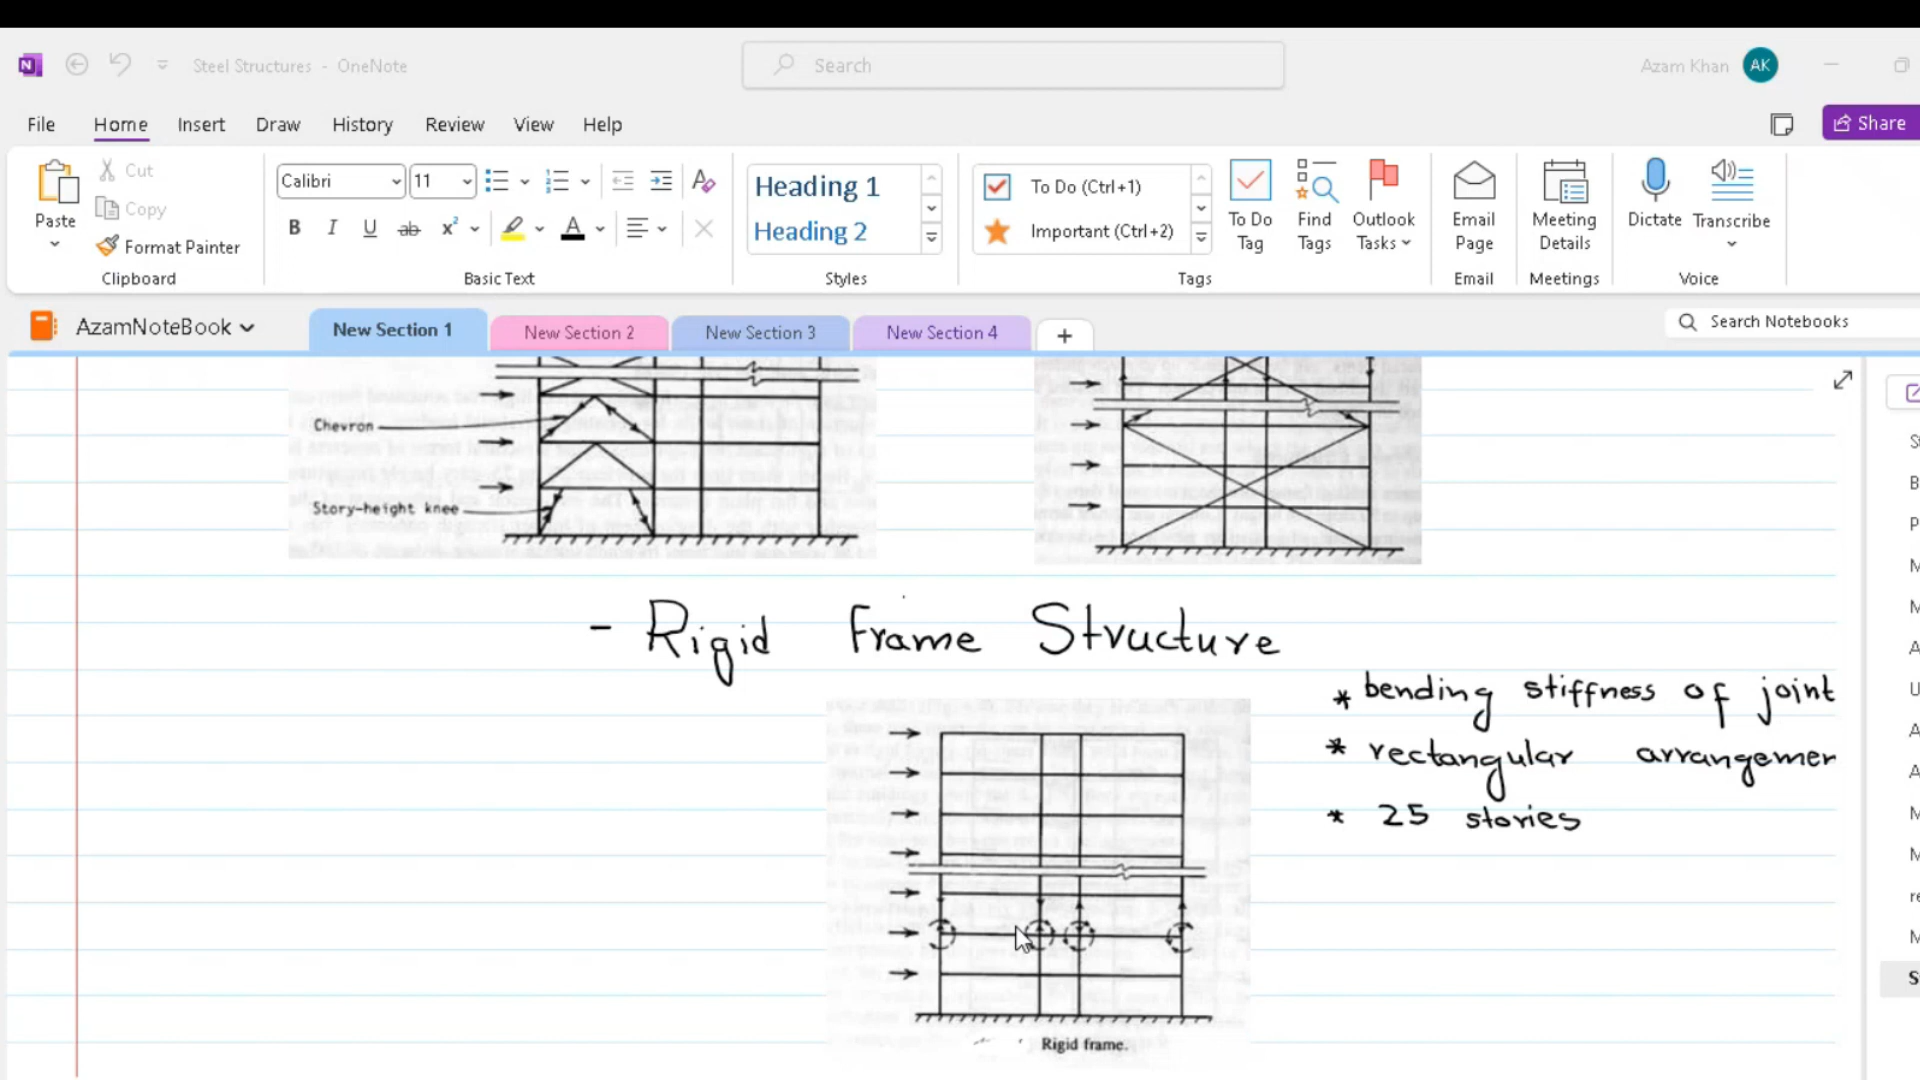 Steel Structures - OneNote
Search
Azam Khan AK
File Home Insert Draw History Review View Help
Share
Paste
Cut
Copy
Format Painter
Clipboard
Calibri 11
B I U ab x²
A
Basic Text
Heading 1
Heading 2
Styles
To Do (Ctrl+1)
Important (Ctrl+2)
Tags
To Do Tag
Find Tags
Outlook Tasks
Email Page
Email
Meeting Details
Meetings
Dictate
Transcribe
Voice
AzamNoteBook
New Section 1
New Section 2
New Section 3
New Section 4
+
Search Notebooks
Chevron
Story-height knee
- Rigid Frame Structure
* bending stiffness of joint
* rectangular arrangemen
* 25 stories
Rigid frame.